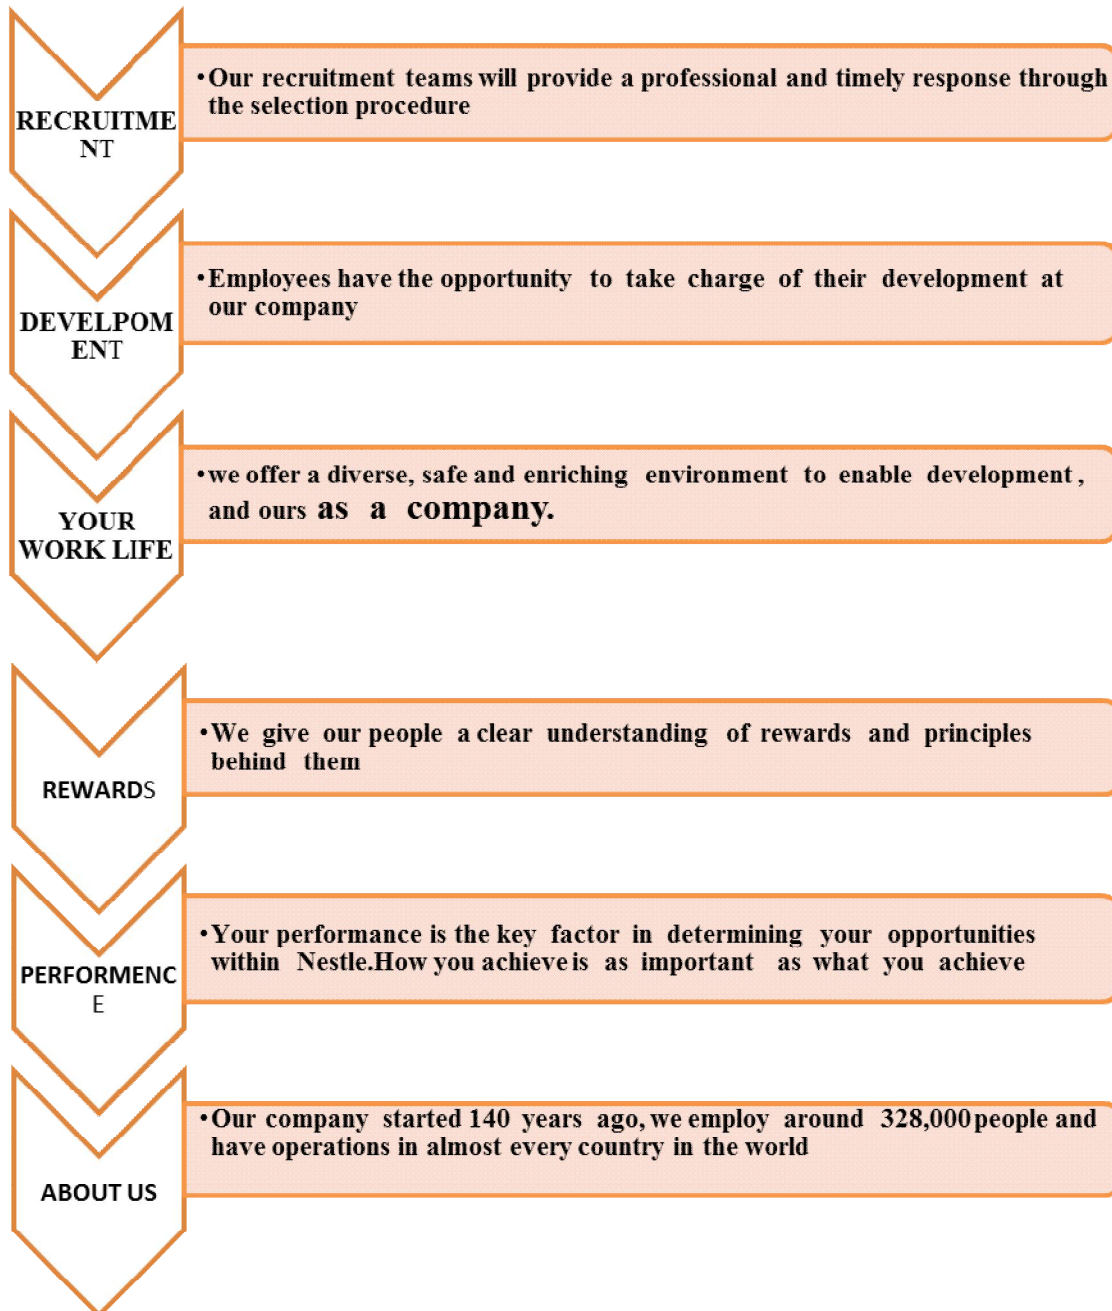 RECRUITME
NT
•Our recruitment teams will provide a professional and timely response through
the selection procedure
DEVELPOM
ENT
•Employees have the opportunity to take charge of their development at
our company
YOUR
WORK LIFE
•we offer a diverse, safe and enriching environment to enable development ,
and ours as a company.
REWARDS
•We give our people a clear understanding of rewards and principles
behind them
PERFORMENC
E
•Your performance is the key factor in determining your opportunities
within Nestle.How you achieve is as important as what you achieve
ABOUT US
•Our company started 140 years ago, we employ around 328,000 people and
have operations in almost every country in the world